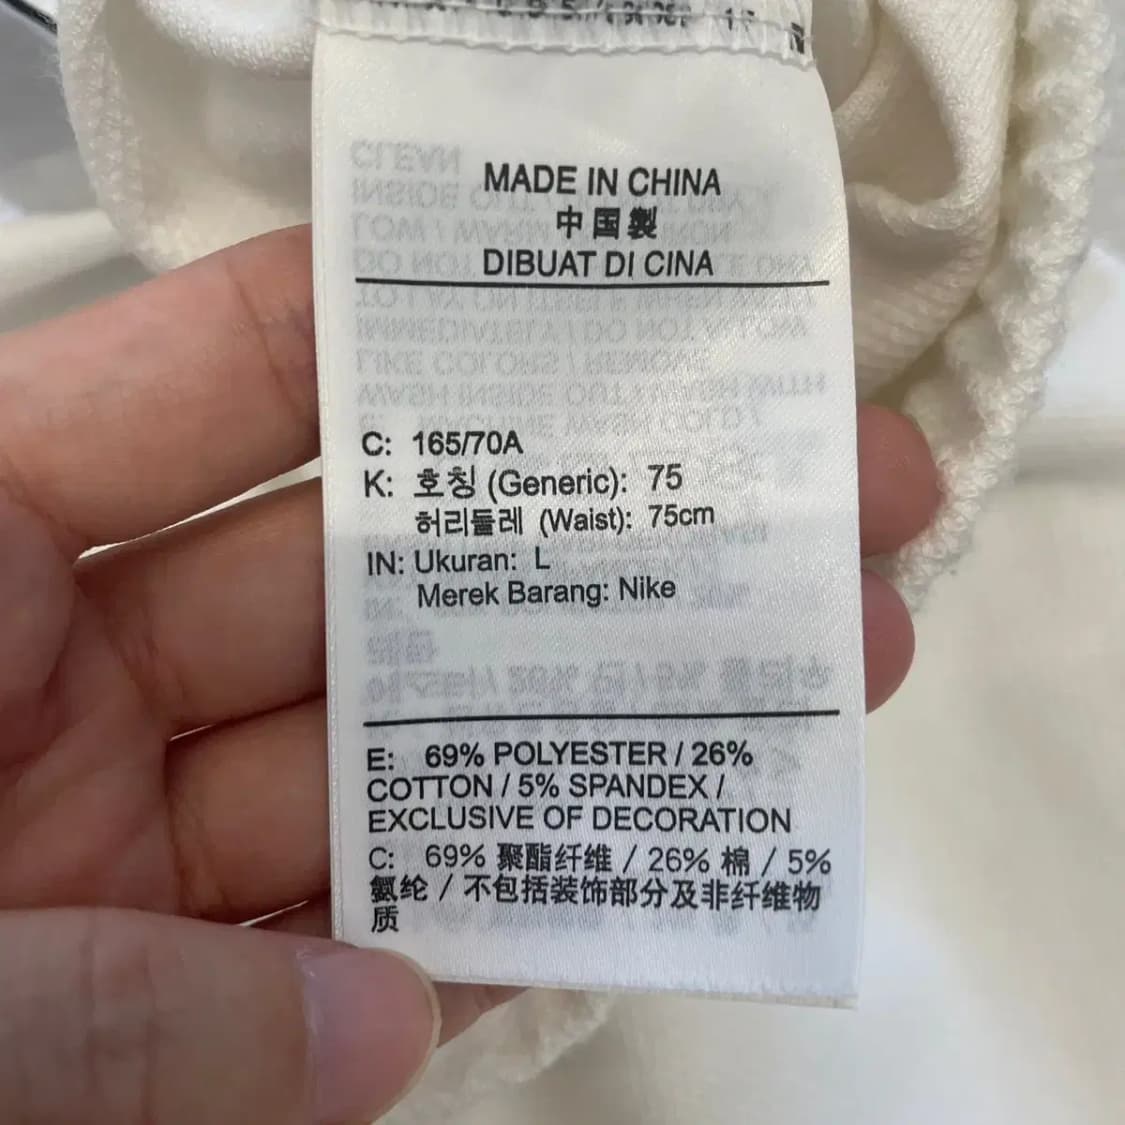 MADE IN CHINA
中国製
DIBUAT DI CINA
C: 165/70A
K: 호칭 (Generic): 75
허리둘레 (Waist): 75cm
IN: Ukuran: L
Merek Barang: Nike
E: 69% POLYESTER / 26%
COTTON / 5% SPANDEX /
EXCLUSIVE OF DECORATION
C: 69% 聚酯纤维 / 26% 棉 / 5%
氨纶 / 不包括装饰部分及非纤维物
质